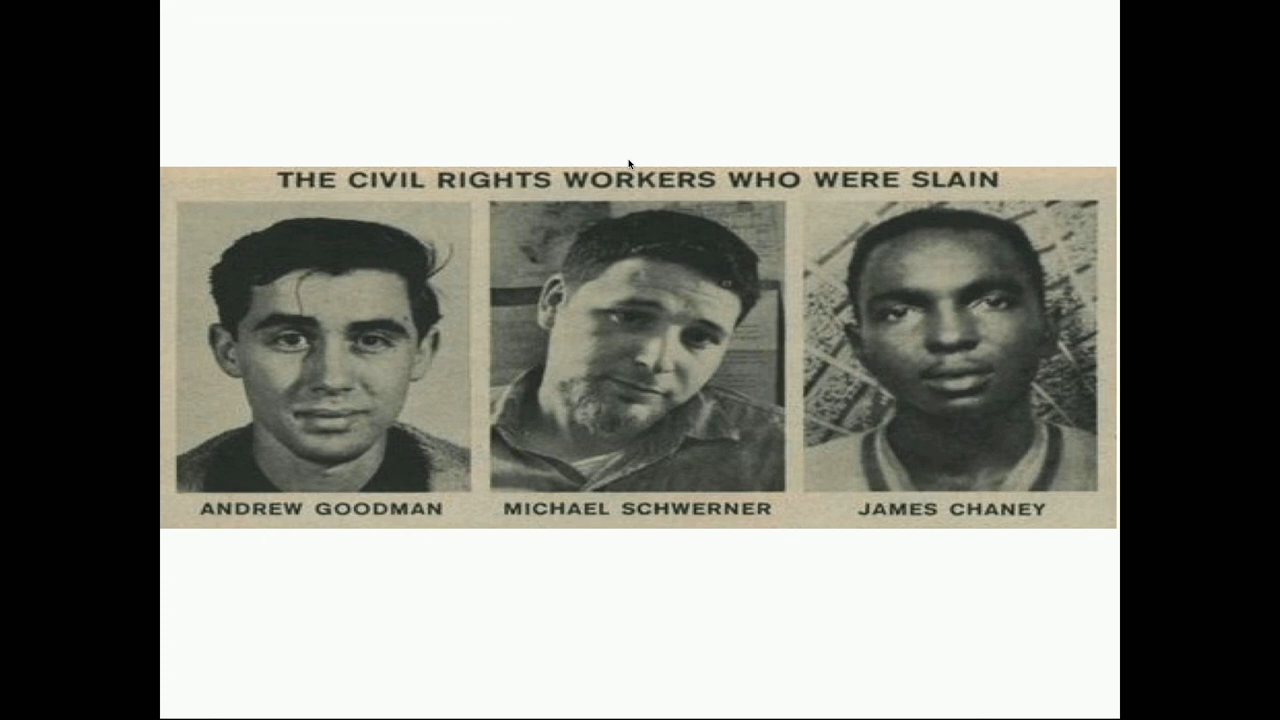 THE CIVIL RIGHTS WORKERS WHO WERE SLAIN
ANDREW GOODMAN MICHAEL SCHWERNER JAMES CHANEY